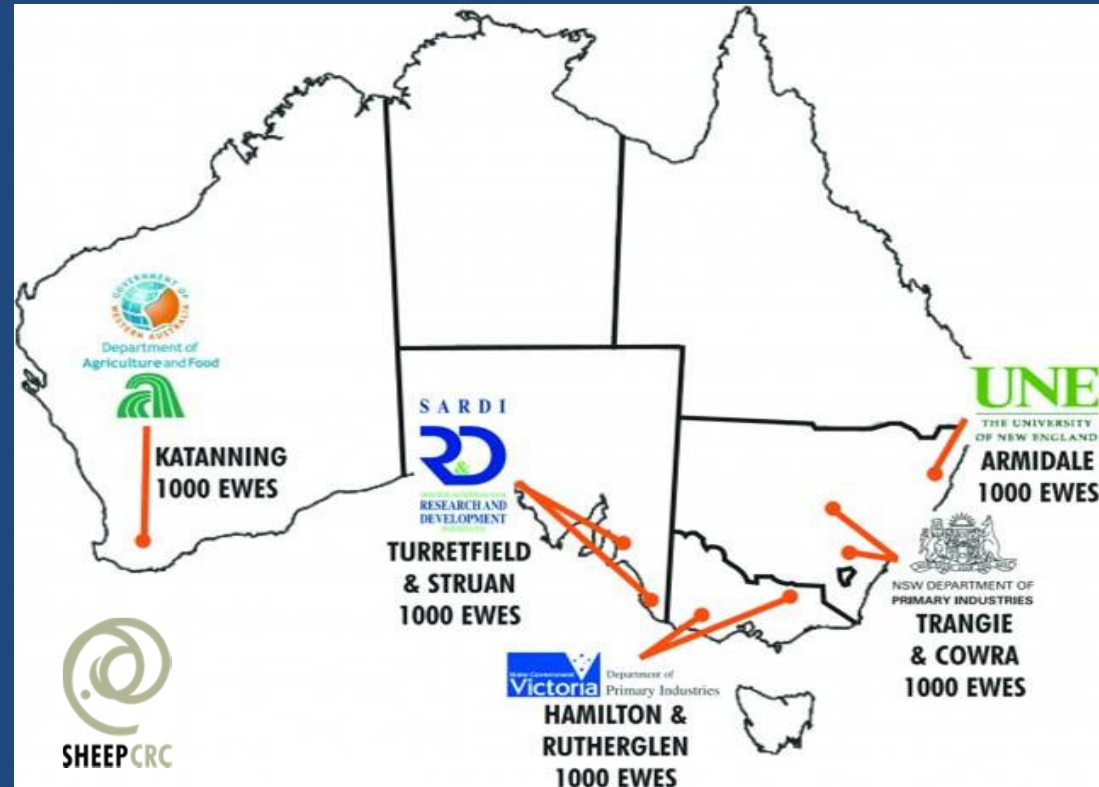 GOVERNMENT OF
WESTERN AUSTRALIA
Department of
Agriculture and Food
KATANNING
1000 EWES
SARDI
R&D
RESEARCH AND
DEVELOPMENT
TURRETFIELD
& STRUAN
1000 EWES
UNE
THE UNIVERSITY
OF NEW ENGLAND
ARMIDALE
1000 EWES
NSW DEPARTMENT OF
PRIMARY INDUSTRIES
TRANGIE
& COWRA
1000 EWES
State Government
Victoria
Department of
Primary Industries
HAMILTON &
RUTHERGLEN
1000 EWES
SHEEPCRC